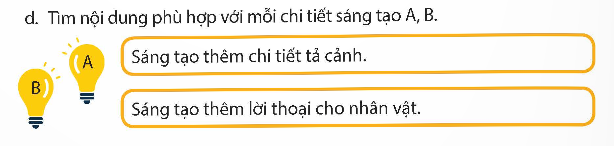 d. Tìm nội dung phù hợp với mỗi chi tiết sáng tạo A, B.
A
Sáng tạo thêm chi tiết tả cảnh.
B
Sáng tạo thêm lời thoại cho nhân vật.